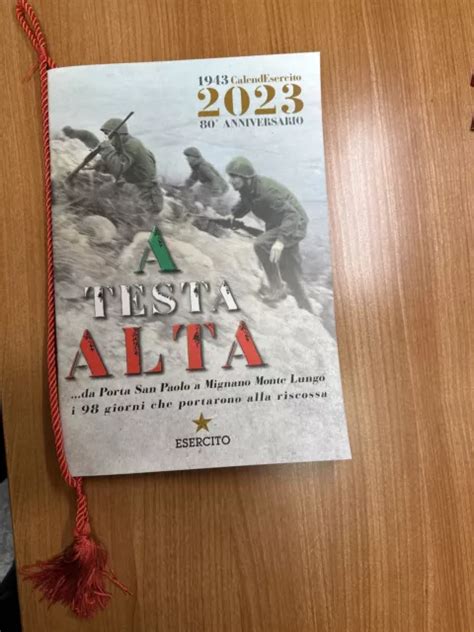 1943 CalendEsercito
2023
80° ANNIVERSARIO
A
TESTA
ALTA
...da Porta San Paolo a Mignano Monte Lungo
i 98 giorni che portarono alla riscossa
ESERCITO